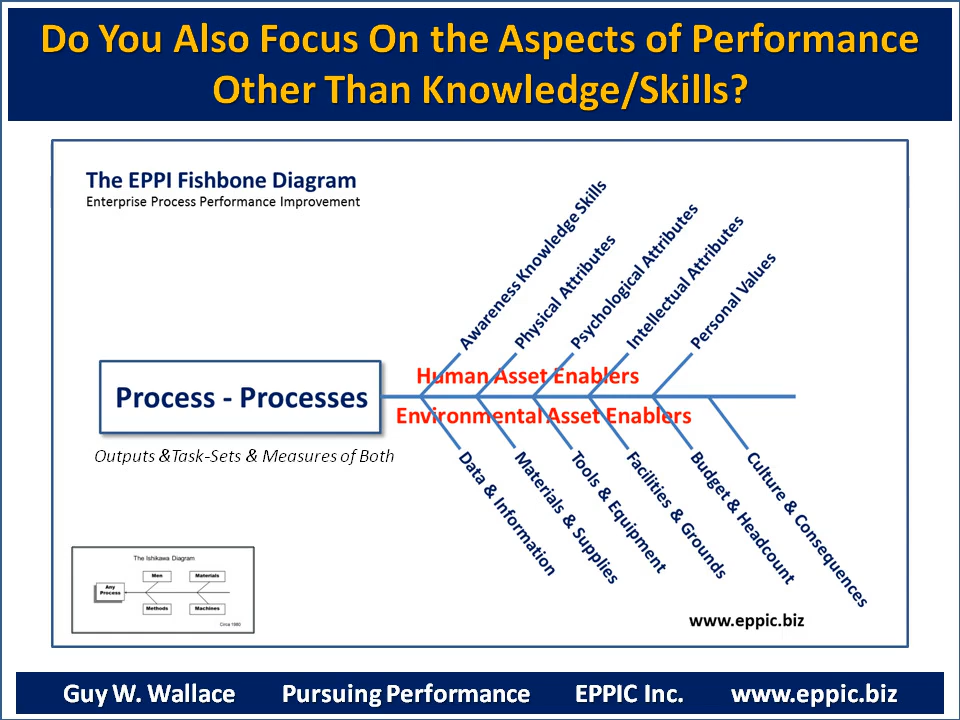 Do You Also Focus On the Aspects of Performance
Other Than Knowledge/Skills?
The EPPI Fishbone Diagram
Enterprise Process Performance Improvement
Awareness Knowledge Skills
Physical Attributes
Psychological Attributes
Intellectual Attributes
Personal Values
Human Asset Enablers
Process - Processes
Environmental Asset Enablers
Outputs &Task-Sets & Measures of Both
Data & Information
Materials & Supplies
Tools & Equipment
Facilities & Grounds
Budget & Headcount
Culture & Consequences
The Ishikawa Diagram
Men
Materials
Any
Process
Methods
Machines
Circa 1980
www.eppic.biz
Guy W. Wallace Pursuing Performance EPPIC Inc. www.eppic.biz